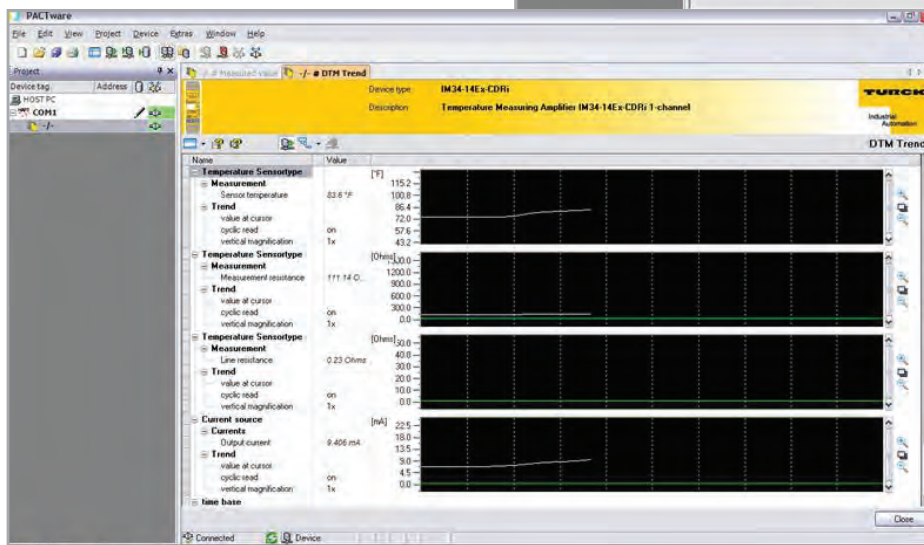 PACTware
File Edit View Project Device Extras Window Help
Project
Device tag Address
HOST PC
COM1
-/-
-/- # Measured value -/- # DTM Trend
Device type IM34-14Ex-CDRi
Description Temperature Measuring Amplifier IM34-14Ex-CDRi 1-channel
TURCK
Industrial
Automation
DTM Trend
Name Value
Temperature Sensortype [°F]
Measurement 115.2
Sensor temperature 83.6 °F 100.8
Trend 86.4
value at cursor 72.0
cyclic read on 57.6
vertical magnification 1x 43.2
Temperature Sensortype [Ohms]
Measurement 1200.0
Measurement resistance 111.14 O... 900.0
Trend 600.0
value at cursor 300.0
cyclic read on 0.0
vertical magnification 1x
Temperature Sensortype [Ohms]
Measurement 40.0
Line resistance 0.23 Ohms 30.0
Trend 20.0
value at cursor 10.0
cyclic read on 0.0
vertical magnification 1x
Current source [mA] 22.5
Currents 18.0
Output current 9.406 mA 13.5
Trend 9.0
value at cursor 4.5
cyclic read on 0.0
vertical magnification 1x
time base
Close
Connected Device